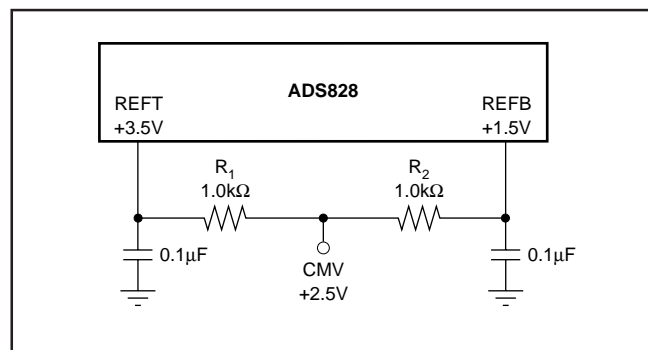 ADS828
REFT
+3.5V
REFB
+1.5V
R1
1.0kΩ
R2
1.0kΩ
0.1µF
CMV
+2.5V
0.1µF